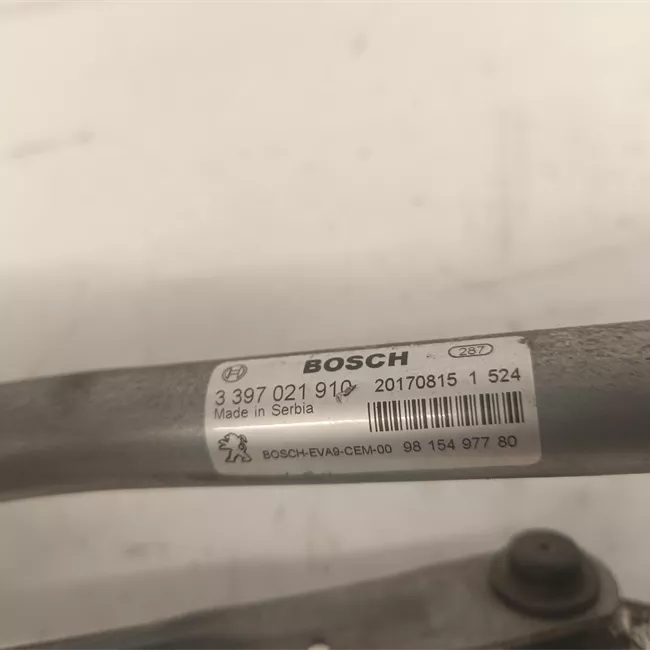 BOSCH 287
3 397 021 910 20170815 1 524
Made in Serbia
BOSCH-EVA9-CEM-00 98 154 977 80